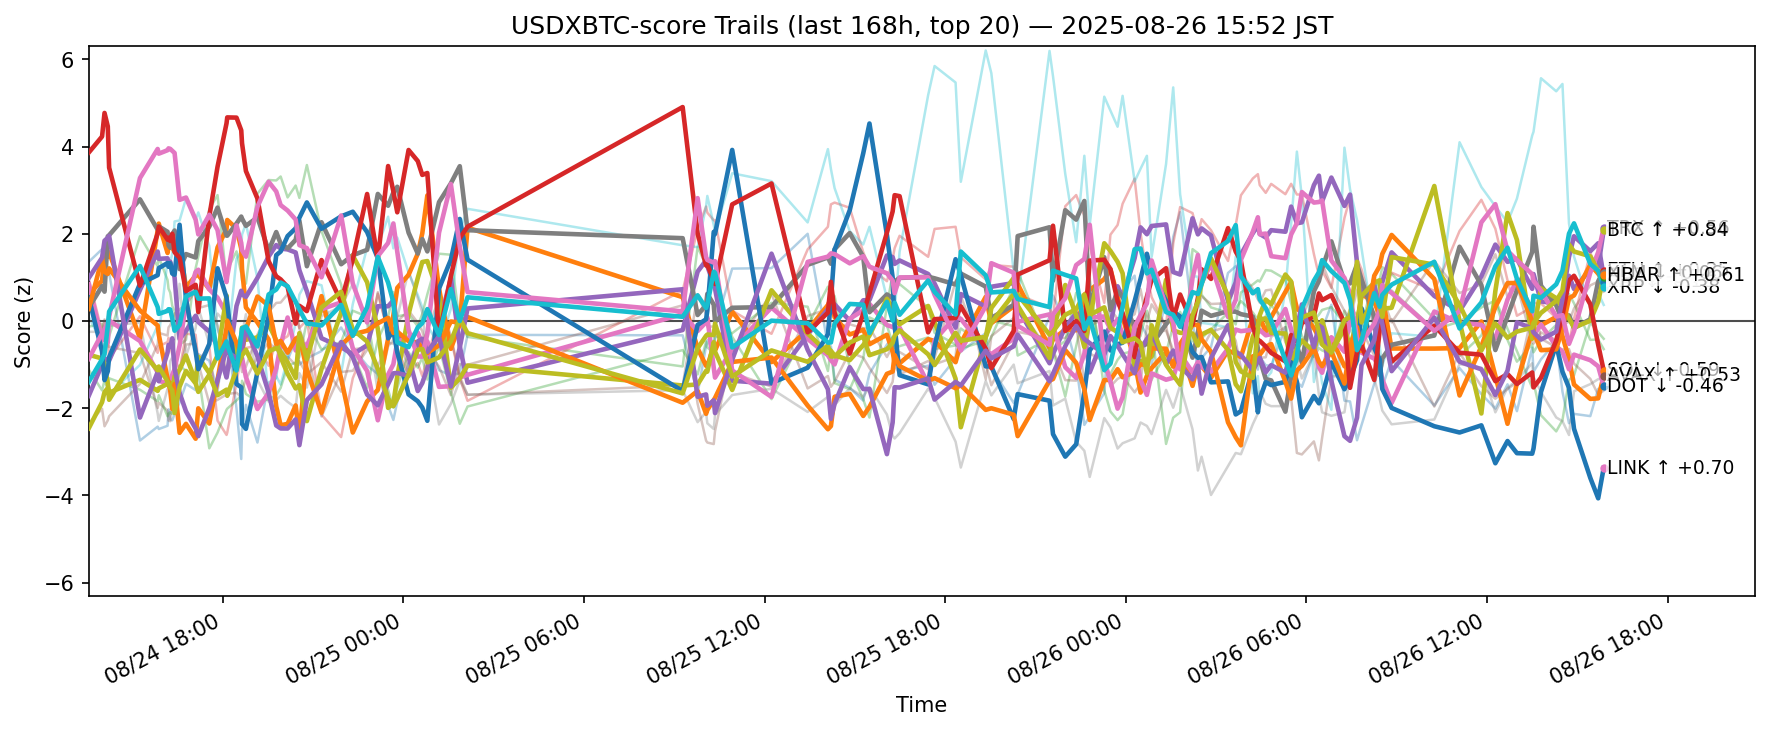 USDXBTC-score Trails (last 168h, top 20) — 2025-08-26 15:52 JST
Score (z)
6
4
2
0
−2
−4
−6
BTC ↑ +0.84
HBAR ↑ +0.61
XRP ↓ -0.38
SOL ↓ -0.59
AVAX ↑ +0.53
DOT ↓ -0.46
LINK ↑ +0.70
08/24 18:00
08/25 00:00
08/25 06:00
08/25 12:00
08/25 18:00
08/26 00:00
08/26 06:00
08/26 12:00
08/26 18:00
Time